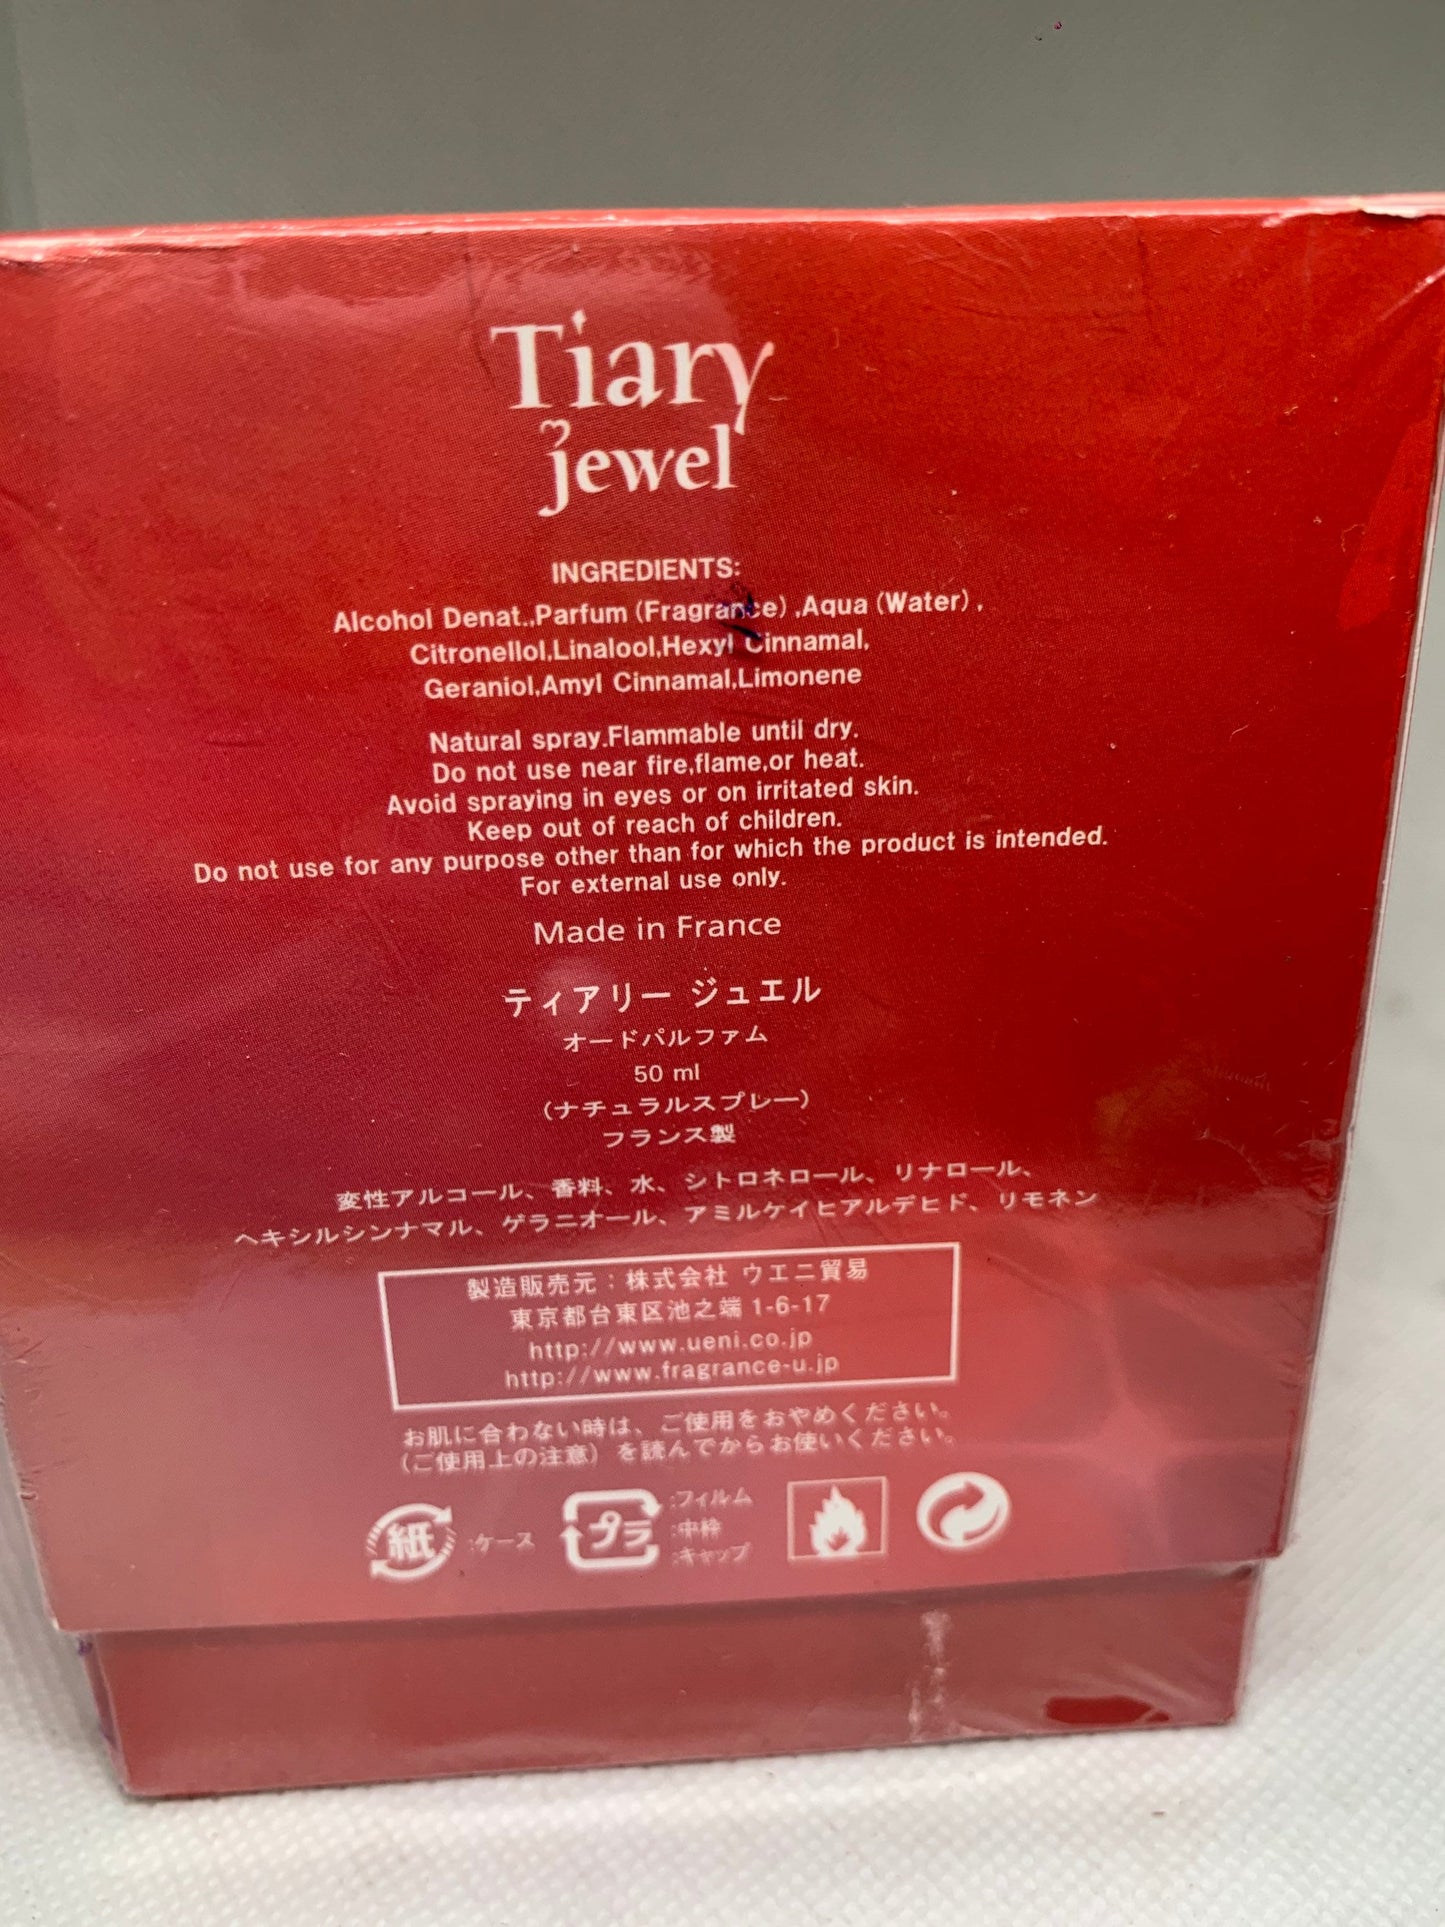 Tiary
jewel
INGREDIENTS:
Alcohol Denat.,Parfum (Fragrance) ,Aqua (Water) ,
Citronellol,Linalool,Hexyl Cinnamal,
Geraniol,Amyl Cinnamal,Limonene
Natural spray.Flammable until dry.
Do not use near fire,flame,or heat.
Avoid spraying in eyes or on irritated skin.
Keep out of reach of children.
Do not use for any purpose other than for which the product is intended.
For external use only.
Made in France
ティアリー ジュエル
オードパルファム
50 ml
(ナチュラルスプレー)
フランス製
変性アルコール、香料、水、シトロネロール、リナロール、
ヘキシルシンナマル、ゲラニオール、アミルケイヒアルデヒド、リモネン
製造販売元：株式会社 ウエニ貿易
東京都台東区池之端 1-6-17
http://www.ueni.co.jp
http://www.fragrance-u.jp
お肌に合わない時は、ご使用をおやめください。
(ご使用上の注意) を読んでからお使いください。
紙 :ケース
プラ :フィルム
:中枠
:キャップ